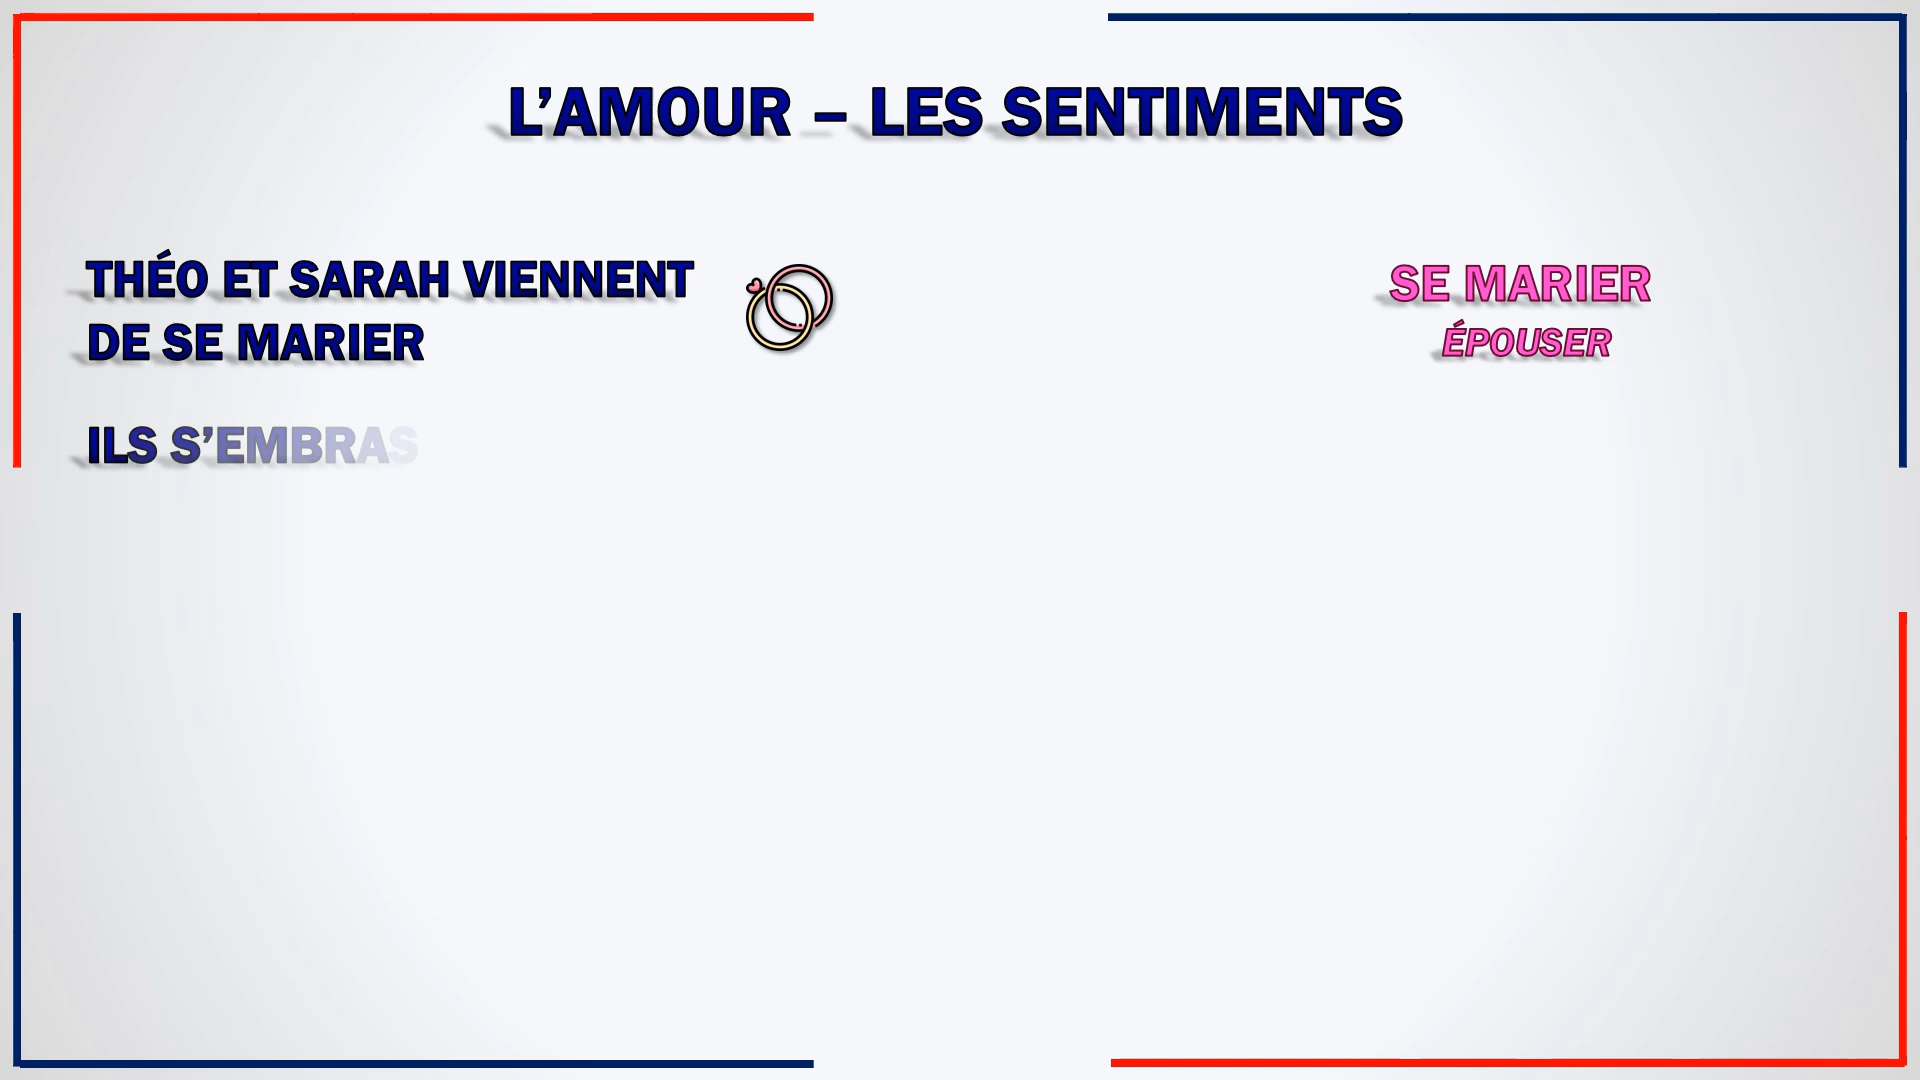 L’AMOUR – LES SENTIMENTS
THÉO ET SARAH VIENNENT
DE SE MARIER
SE MARIER
ÉPOUSER
ILS S’EMBRAS